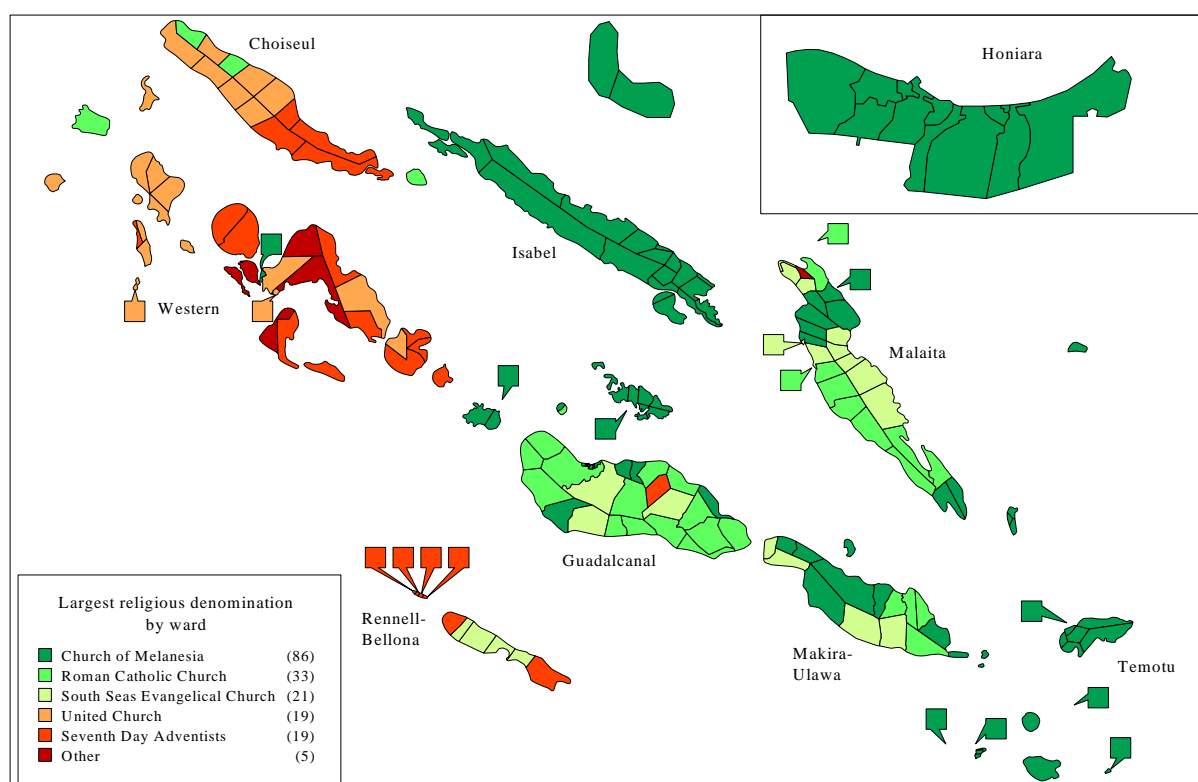 Honiara
Choiseul
Isabel
Western
Malaita
Guadalcanal
Rennell-
Bellona
Makira-
Ulawa
Temotu
Largest religious denomination
by ward
Church of Melanesia (86)
Roman Catholic Church (33)
South Seas Evangelical Church (21)
United Church (19)
Seventh Day Adventists (19)
Other (5)